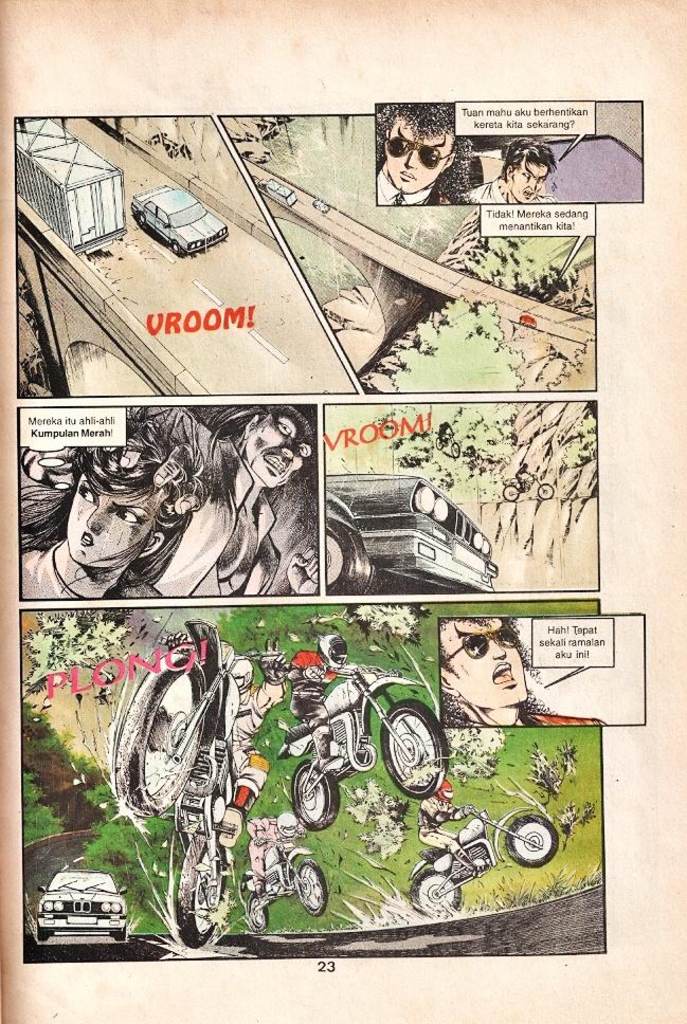 Tuan mahu aku berhentikan
kereta kita sekarang?
Tidak! Mereka sedang
menantikan kita!
VROOM!
Mereka itu ahli-ahli
Kumpulan Merah!
VROOM!
PLONG!
Hah! Tepat
sekali ramalan
aku ini!
23